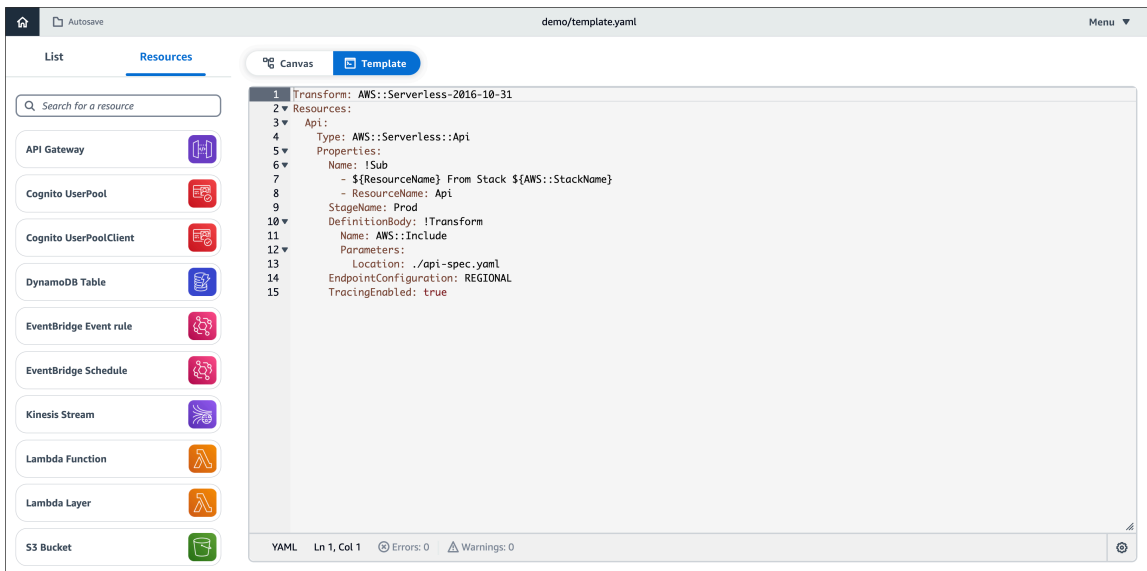 Autosave
demo/template.yaml
Menu
List
Resources
Canvas
Template
Search for a resource
API Gateway
Cognito UserPool
Cognito UserPoolClient
DynamoDB Table
EventBridge Event rule
EventBridge Schedule
Kinesis Stream
Lambda Function
Lambda Layer
S3 Bucket
1 Transform: AWS::Serverless-2016-10-31
2 Resources:
3 Api:
4 Type: AWS::Serverless::Api
5 Properties:
6 Name: !Sub
7 - ${ResourceName} From Stack ${AWS::StackName}
8 - ResourceName: Api
9 StageName: Prod
10 DefinitionBody: !Transform
11 Name: AWS::Include
12 Parameters:
13 Location: ./api-spec.yaml
14 EndpointConfiguration: REGIONAL
15 TracingEnabled: true
YAML Ln 1, Col 1 Errors: 0 Warnings: 0